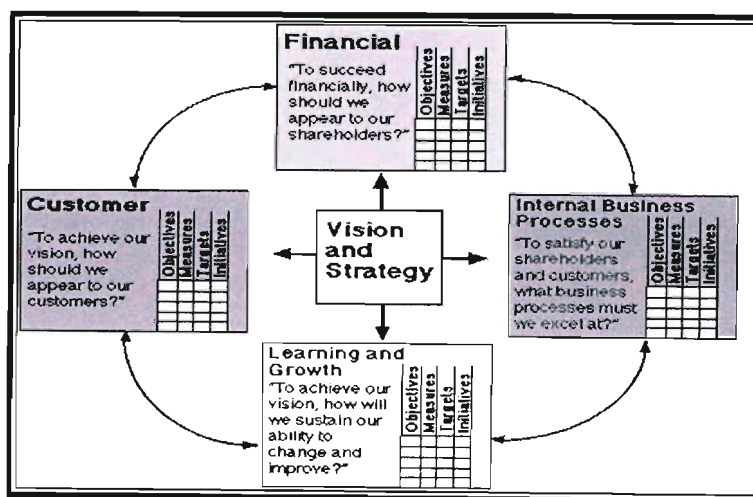 Financial
"To succeed
financially, how
should we
appear to our
shareholders?"
Objectives
Measures
Targets
Initiatives
Customer
"To achieve our
vision, how
should we
appear to our
customers?"
Objectives
Measures
Targets
Initiatives
Vision
and
Strategy
Internal Business
Processes
"To satisfy our
shareholders
and customers,
what business
processes must
we excel at?"
Objectives
Measures
Targets
Initiatives
Learning and
Growth
"To achieve our
vision, how will
we sustain our
ability to
change and
improve?"
Objectives
Measures
Targets
Initiatives